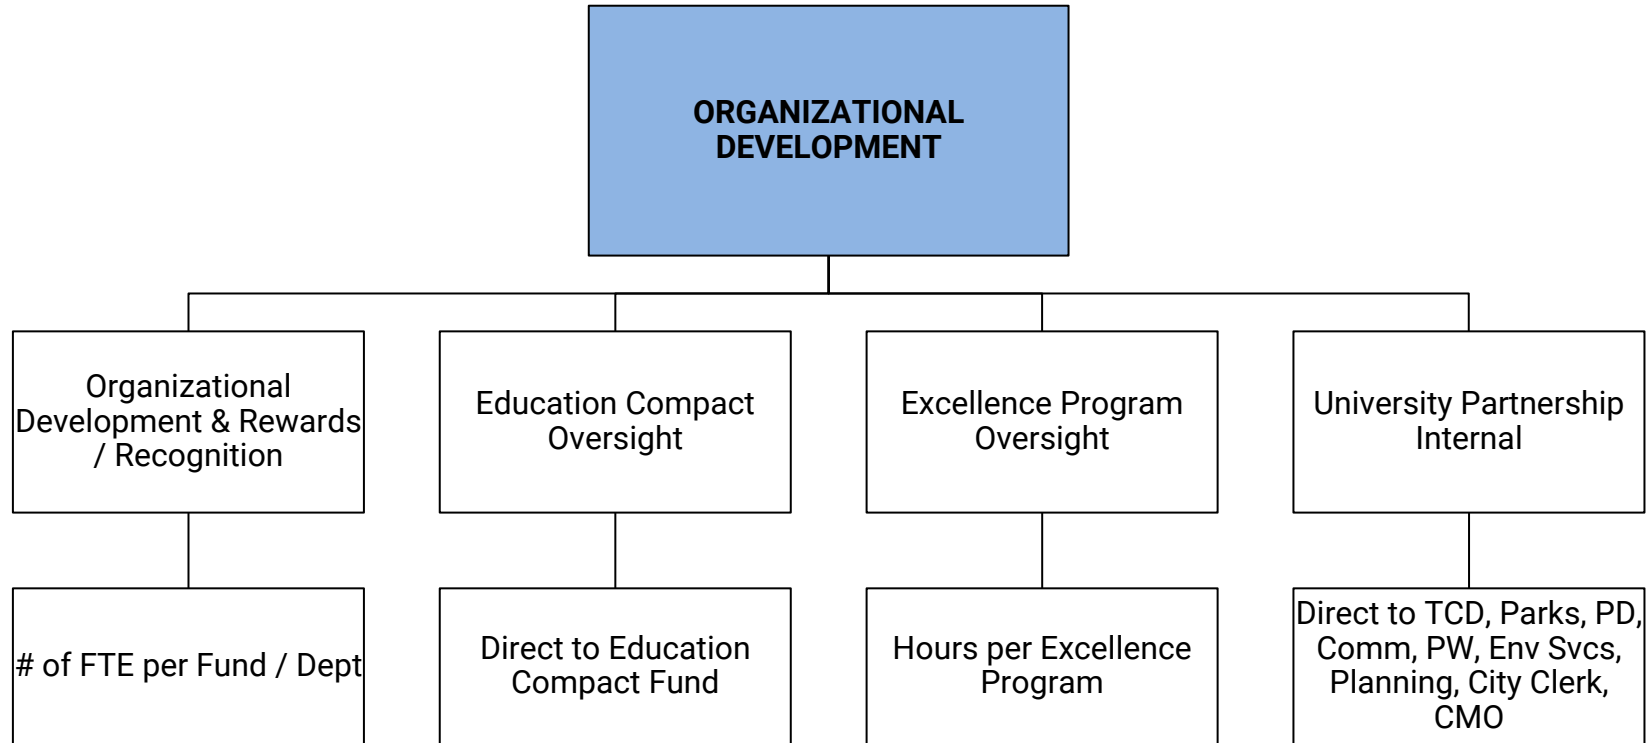 ORGANIZATIONAL
DEVELOPMENT
Organizational
Development & Rewards
/ Recognition
Education Compact
Oversight
Excellence Program
Oversight
University Partnership
Internal
# of FTE per Fund / Dept
Direct to Education
Compact Fund
Hours per Excellence
Program
Direct to TCD, Parks, PD,
Comm, PW, Env Svcs,
Planning, City Clerk,
CMO